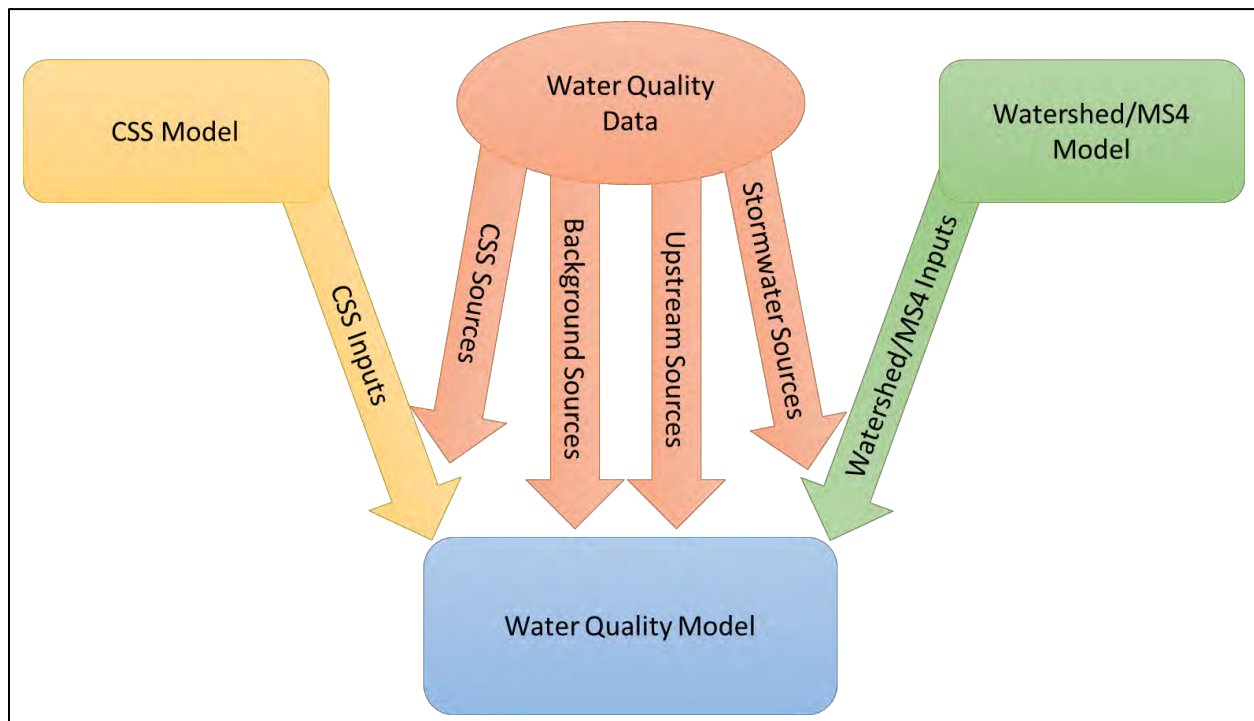 CSS Model
Water Quality
Data
Watershed/MS4
Model
CSS Inputs
CSS Sources
Background Sources
Upstream Sources
Stormwater Sources
Watershed/MS4 Inputs
Water Quality Model